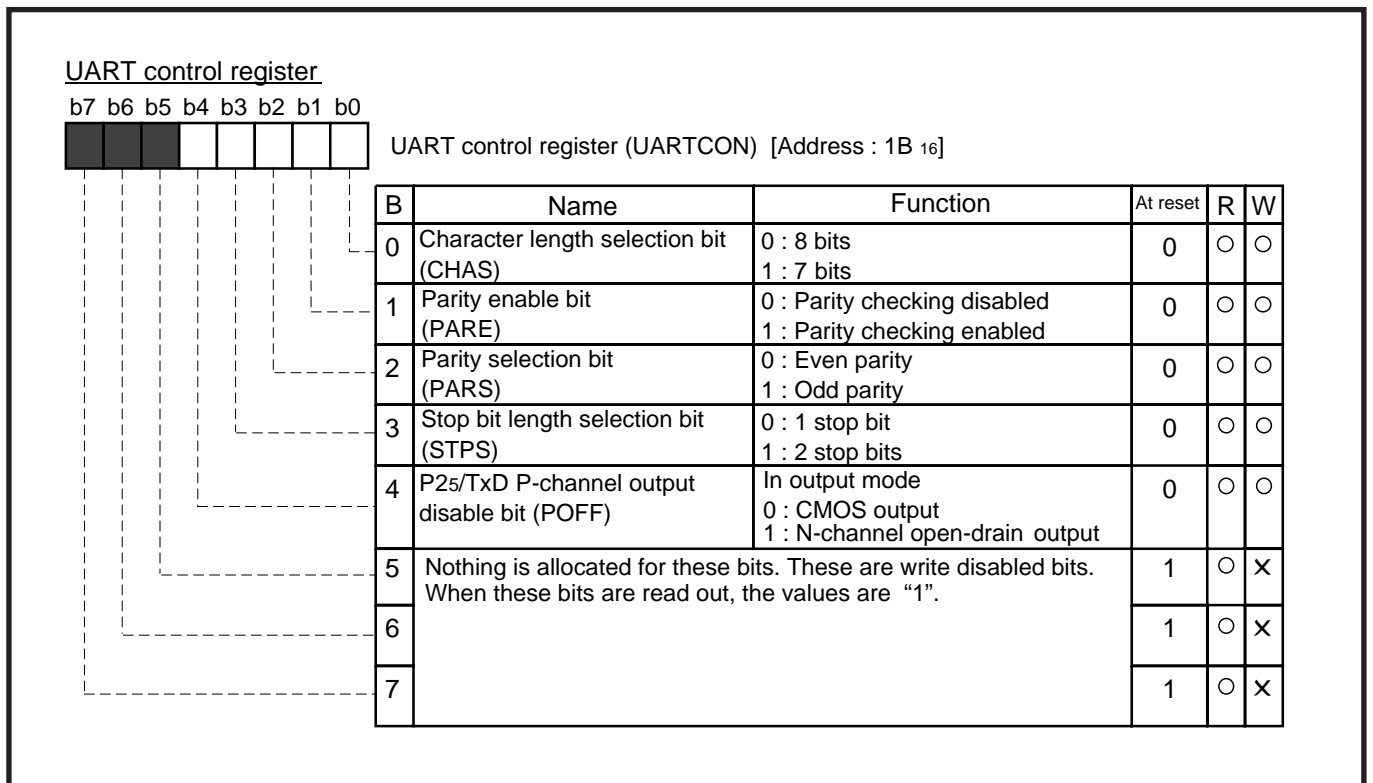 UART control register
b7 b6 b5 b4 b3 b2 b1 b0
UART control register (UARTCON) [Address : 1B 16]
B Name Function At reset R W
0 Character length selection bit (CHAS) 0 : 8 bits 1 : 7 bits 0 ○ ○
1 Parity enable bit (PARE) 0 : Parity checking disabled 1 : Parity checking enabled 0 ○ ○
2 Parity selection bit (PARS) 0 : Even parity 1 : Odd parity 0 ○ ○
3 Stop bit length selection bit (STPS) 0 : 1 stop bit 1 : 2 stop bits 0 ○ ○
4 P25/TxD P-channel output disable bit (POFF) In output mode 0 : CMOS output 1 : N-channel open-drain output 0 ○ ○
5 Nothing is allocated for these bits. These are write disabled bits. When these bits are read out, the values are “1”. 1 ○ ✕
6 1 ○ ✕
7 1 ○ ✕